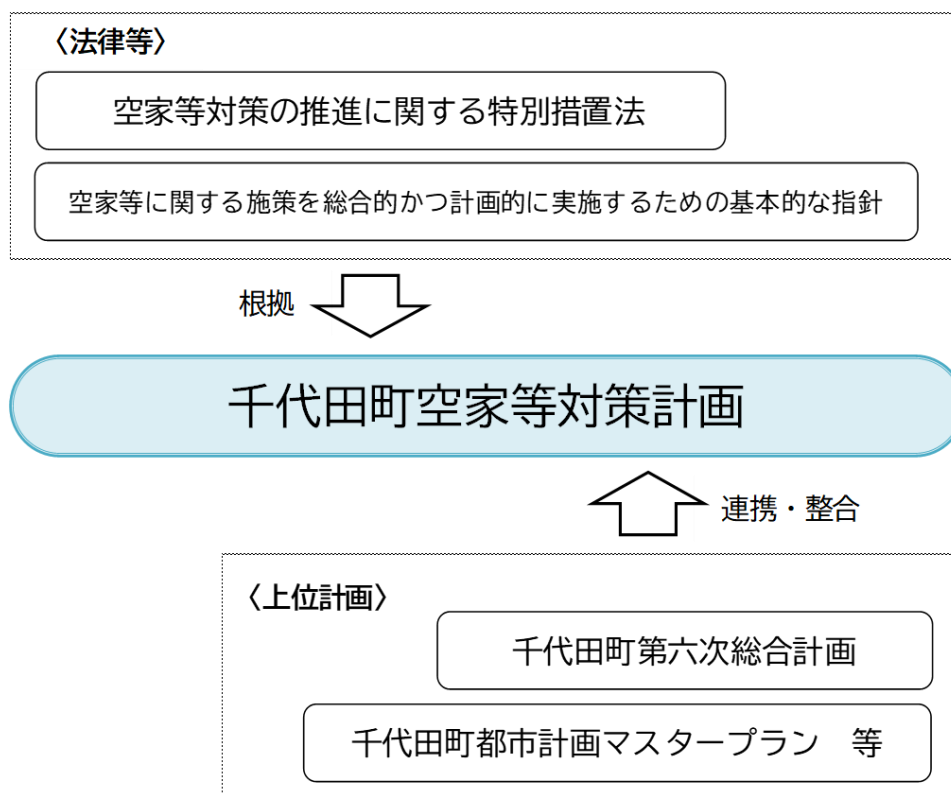 〈法律等〉
空家等対策の推進に関する特別措置法
空家等に関する施策を総合的かつ計画的に実施するための基本的な指針
根拠
千代田町空家等対策計画
連携・整合
〈上位計画〉
千代田町第六次総合計画
千代田町都市計画マスタープラン　等